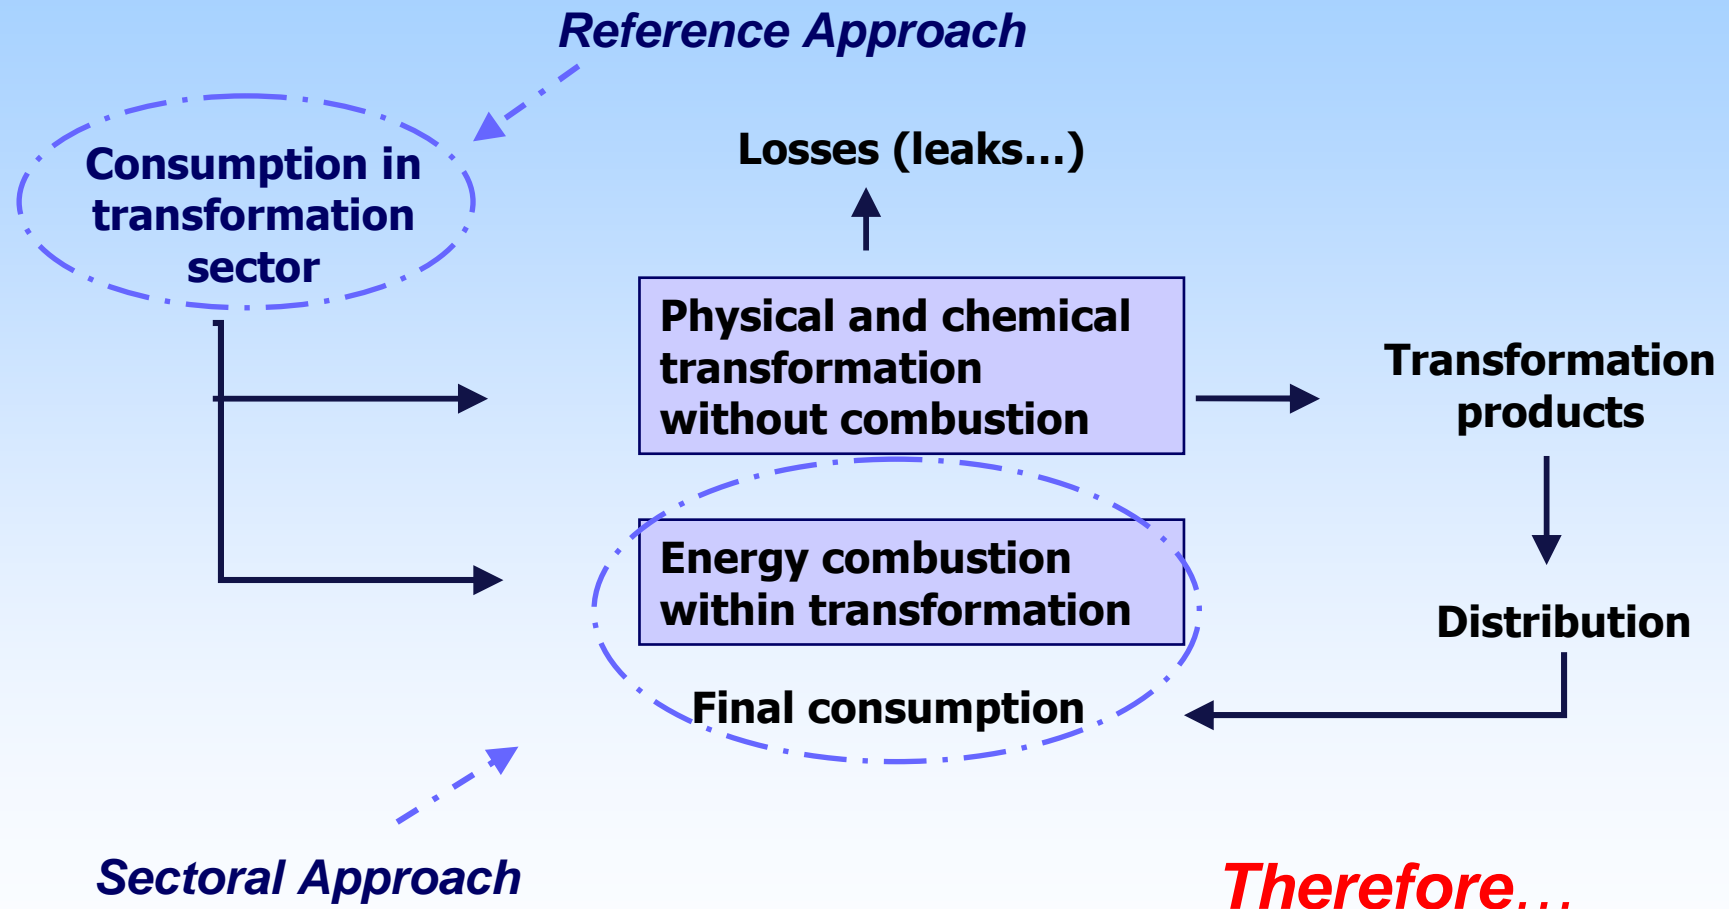 Reference Approach
Consumption in
transformation
sector
Losses (leaks...)
Physical and chemical
transformation
without combustion
Transformation
products
Energy combustion
within transformation
Distribution
Final consumption
Sectoral Approach
Therefore...